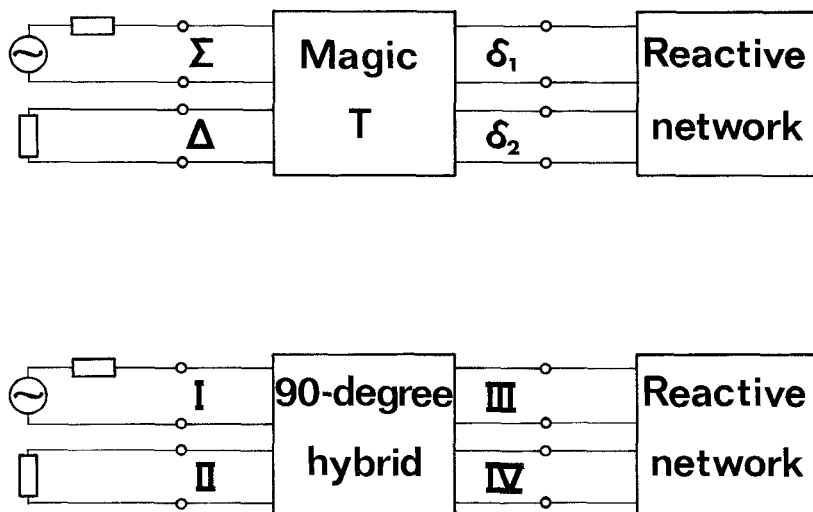 Σ Magic δ₁ Reactive
Δ T δ₂ network
I 90-degree III Reactive
II hybrid IV network